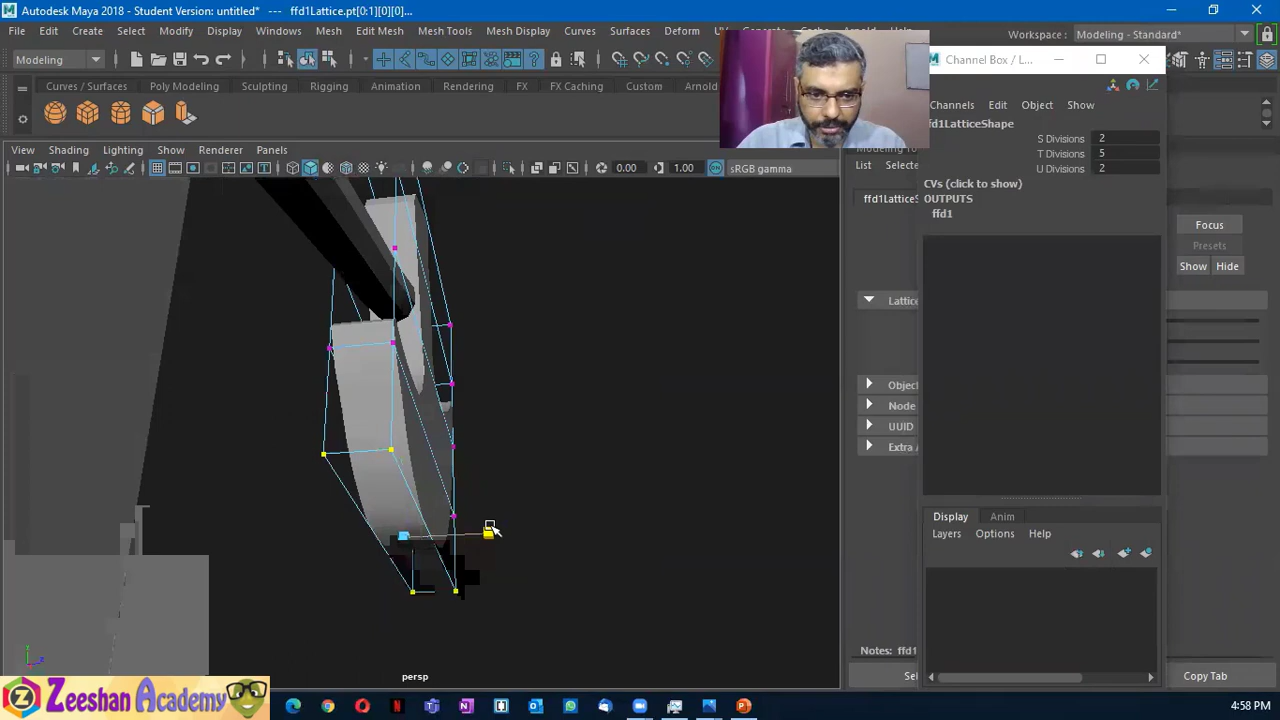 Autodesk Maya 2018 - Student Version: untitled*   ---   ffd1Lattice.pt[0:1][0][0]...
File Edit Create Select Modify Display Windows Mesh Edit Mesh Mesh Tools Mesh Display Curves Surfaces Deform UV
Workspace : Modeling - Standard*
Modeling
0.00 1.00 sRGB gamma
Channel Box / L...
Curves / Surfaces Poly Modeling Sculpting Rigging Animation Rendering FX FX Caching Custom Arnold
Channels Edit Object Show
ffd1LatticeShape
S Divisions 2
T Divisions 5
U Divisions 2
CVs (click to show)
OUTPUTS
ffd1
View Shading Lighting Show Renderer Panels
List Selecte
ffd1LatticeS
Focus
Presets
Show Hide
Lattic
Objec
Node
UUID
Extra A
Display Anim
Layers Options Help
Notes: ffd1
Copy Tab
persp
Zeeshan Academy
4:58 PM